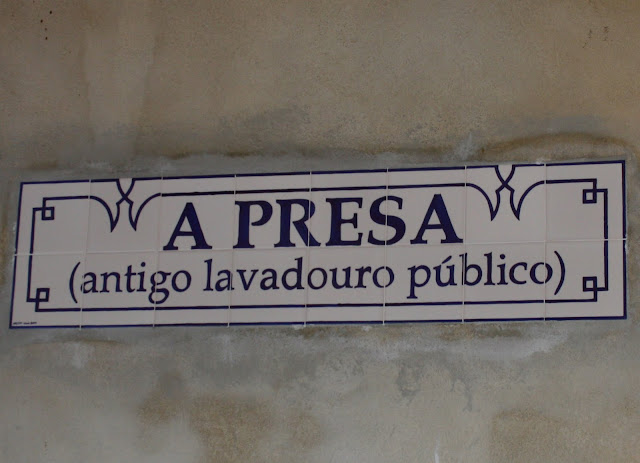 A PRESA
(antigo lavadouro público)